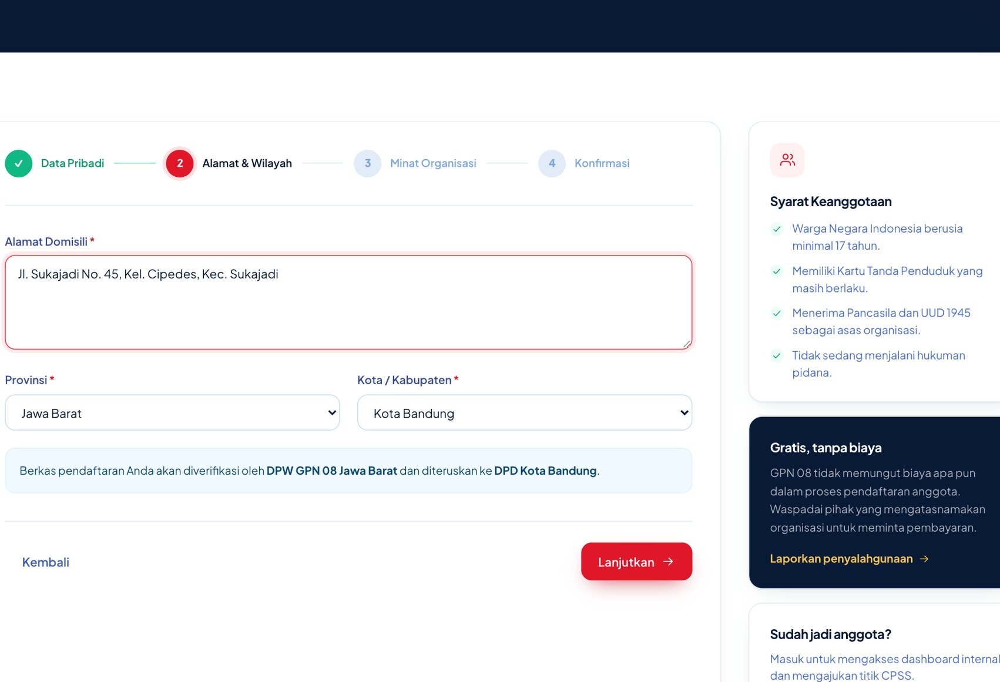 Data Pribadi
2
Alamat & Wilayah
3
Minat Organisasi
4
Konfirmasi
Alamat Domisili *
Jl. Sukajadi No. 45, Kel. Cipedes, Kec. Sukajadi
Provinsi *
Kota / Kabupaten *
Jawa Barat
Kota Bandung
Berkas pendaftaran Anda akan diverifikasi oleh DPW GPN 08 Jawa Barat dan diteruskan ke DPD Kota Bandung.
Kembali
Lanjutkan →
Syarat Keanggotaan
Warga Negara Indonesia berusia
minimal 17 tahun.
Memiliki Kartu Tanda Penduduk yang
masih berlaku.
Menerima Pancasila dan UUD 1945
sebagai asas organisasi.
Tidak sedang menjalani hukuman
pidana.
Gratis, tanpa biaya
GPN 08 tidak memungut biaya apa pun
dalam proses pendaftaran anggota.
Waspadai pihak yang mengatasnamakan
organisasi untuk meminta pembayaran.
Laporkan penyalahgunaan →
Sudah jadi anggota?
Masuk untuk mengakses dashboard internal
dan mengajukan titik CPSS.